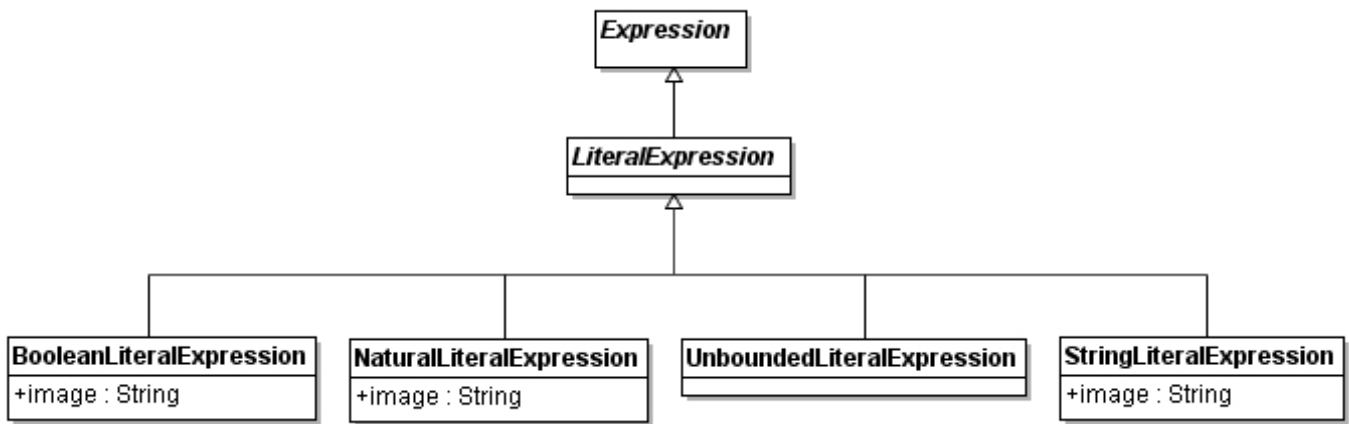 Expression
LiteralExpression
BooleanLiteralExpression
+image : String
NaturalLiteralExpression
+image : String
UnboundedLiteralExpression
StringLiteralExpression
+image : String